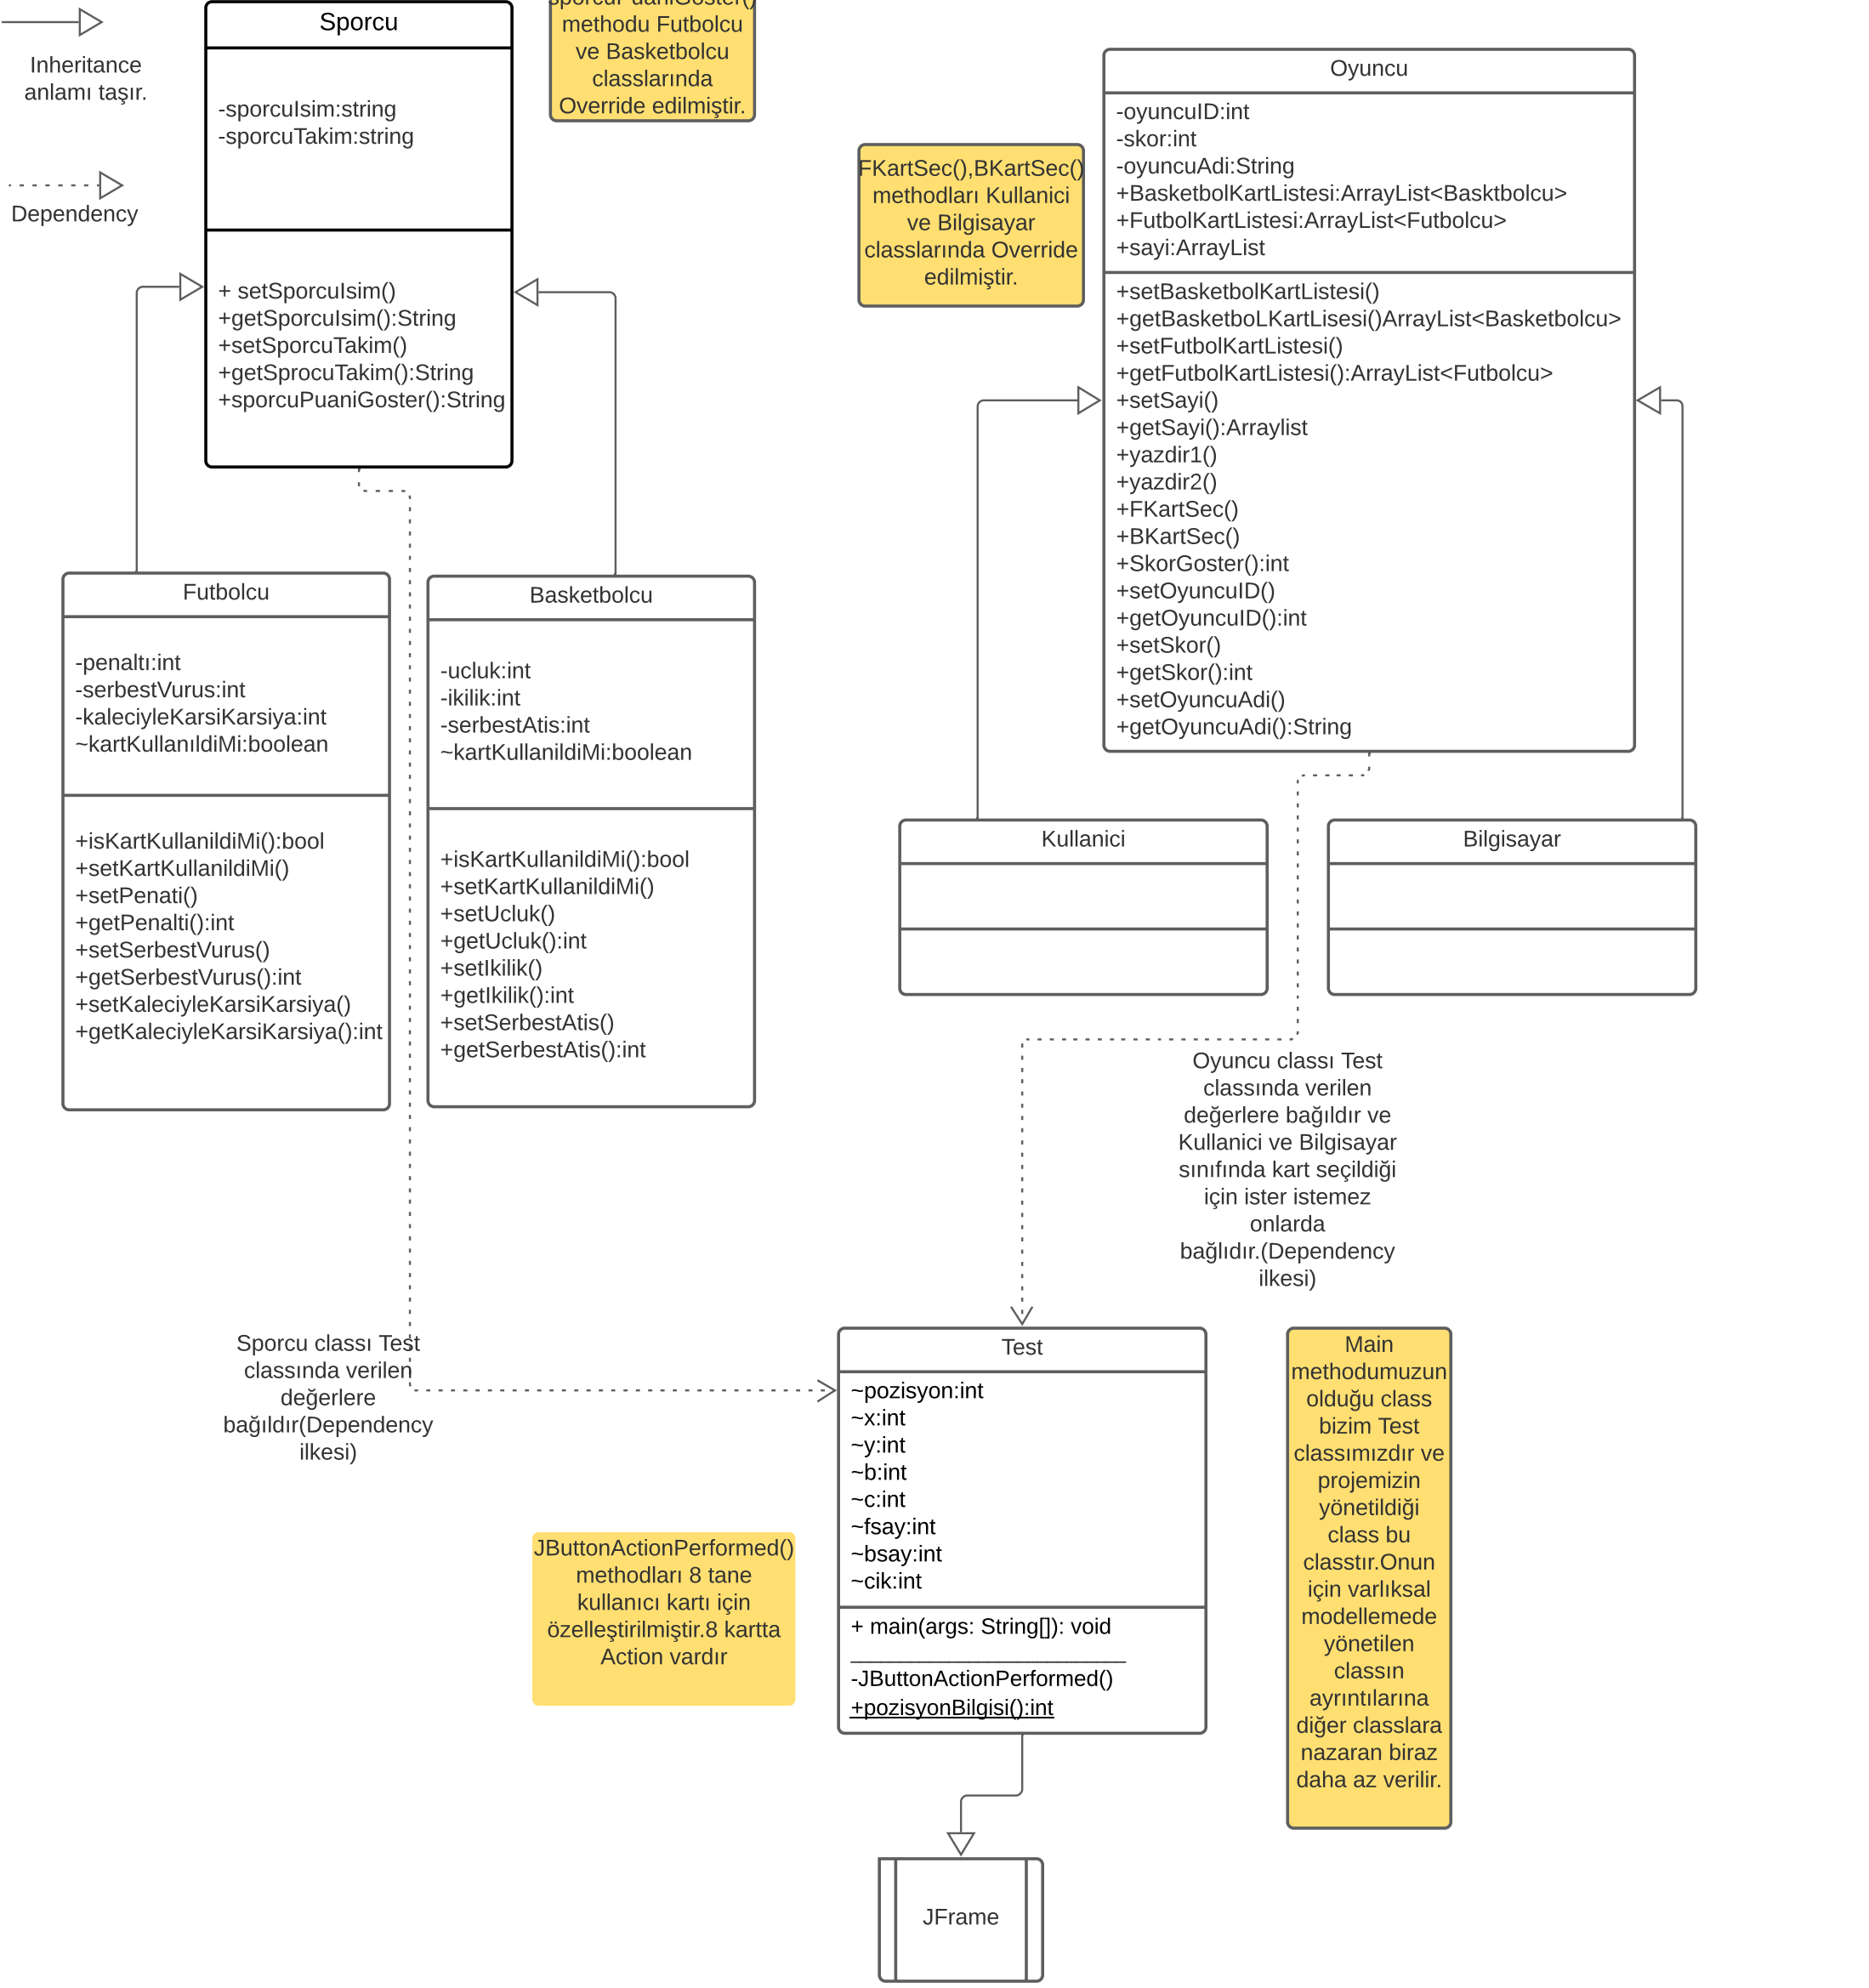 Inheritance
anlamı taşır.
Dependency
Sporcu
-sporcuIsim:string
-sporcuTakim:string
+ setSporcuIsim()
+getSporcuIsim():String
+setSporcuTakim()
+getSprocuTakim():String
+sporcuPuaniGoster():String
sporcuPuaniGoster()
methodu Futbolcu
ve Basketbolcu
classlarında
Override edilmiştir.
FKartSec(),BKartSec()
methodları Kullanici
ve Bilgisayar
classlarında Override
edilmiştir.
Oyuncu
-oyuncuID:int
-skor:int
-oyuncuAdi:String
+BasketbolKartListesi:ArrayList<Basktbolcu>
+FutbolKartListesi:ArrayList<Futbolcu>
+sayi:ArrayList
+setBasketbolKartListesi()
+getBasketboLKartLisesi()ArrayList<Basketbolcu>
+setFutbolKartListesi()
+getFutbolKartListesi():ArrayList<Futbolcu>
+setSayi()
+getSayi():Arraylist
+yazdir1()
+yazdir2()
+FKartSec()
+BKartSec()
+SkorGoster():int
+setOyuncuID()
+getOyuncuID():int
+setSkor()
+getSkor():int
+setOyuncuAdi()
+getOyuncuAdi():String
Futbolcu
-penaltı:int
-serbestVurus:int
-kaleciyleKarsiKarsiya:int
~kartKullanıldiMi:boolean
+isKartKullanildiMi():bool
+setKartKullanildiMi()
+setPenati()
+getPenalti():int
+setSerbestVurus()
+getSerbestVurus():int
+setKaleciyleKarsiKarsiya()
+getKaleciyleKarsiKarsiya():int
Basketbolcu
-ucluk:int
-ikilik:int
-serbestAtis:int
~kartKullanildiMi:boolean
+isKartKullanildiMi():bool
+setKartKullanildiMi()
+setUcluk()
+getUcluk():int
+setIkilik()
+getIkilik():int
+setSerbestAtis()
+getSerbestAtis():int
Kullanici
Bilgisayar
Oyuncu classı Test
classında verilen
değerlere bağıldır ve
Kullanici ve Bilgisayar
sınıfında kart seçildiği
için ister istemez
onlarda
bağlıdır.(Dependency
ilkesi)
Sporcu classı Test
classında verilen
değerlere
bağıldır(Dependency
ilkesi)
Test
~pozisyon:int
~x:int
~y:int
~b:int
~c:int
~fsay:int
~bsay:int
~cik:int
+ main(args: String[]): void
-JButtonActionPerformed()
+pozisyonBilgisi():int
JButtonActionPerformed()
methodları 8 tane
kullanıcı kartı için
özelleştirilmiştir.8 kartta
Action vardır
Main
methodumuzun
olduğu class
bizim Test
classımızdır ve
projemizin
yönetildiği
class bu
classtır.Onun
için varlıksal
modellemede
yönetilen
classın
ayrıntılarına
diğer classlara
nazaran biraz
daha az verilir.
JFrame